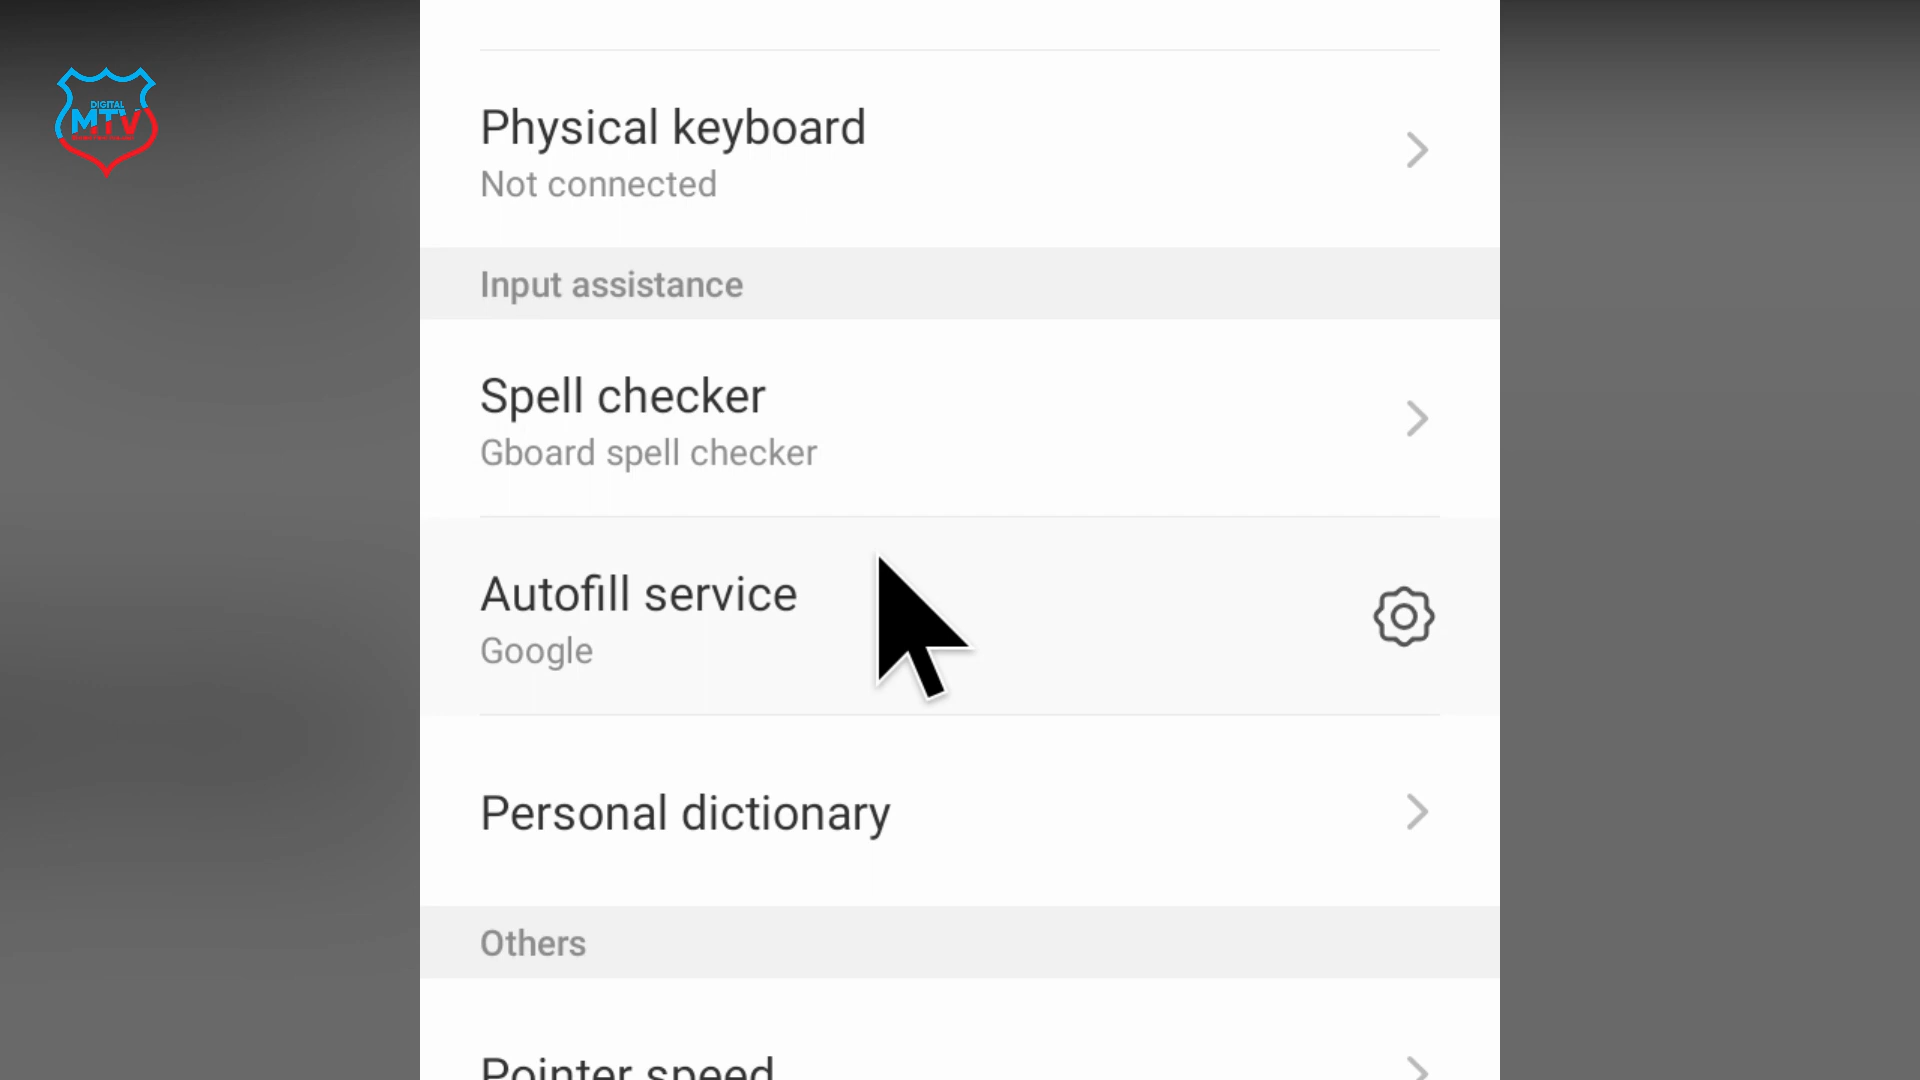 DIGITAL
MTV
Physical keyboard
Not connected
Input assistance
Spell checker
Gboard spell checker
Autofill service
Google
Personal dictionary
Others
Pointer speed